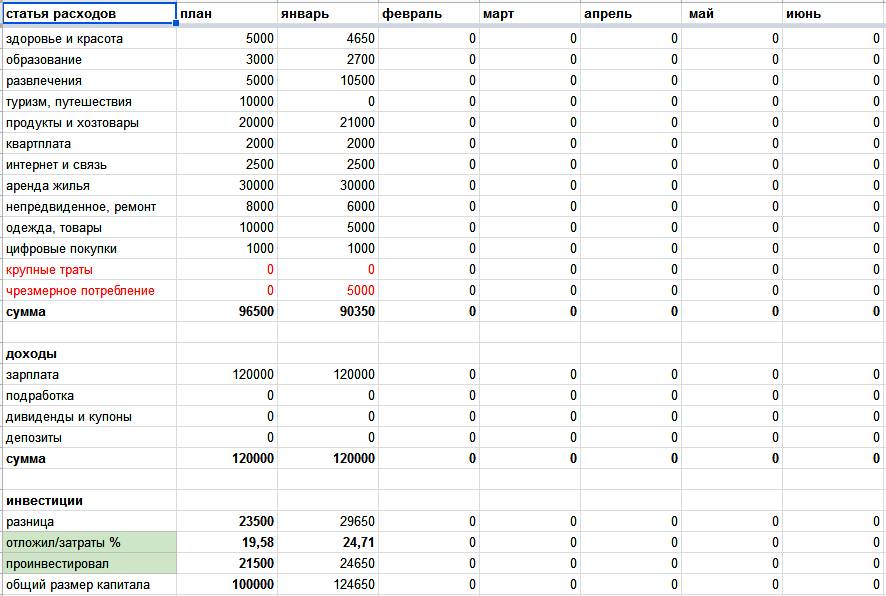 статья расходов план январь февраль март апрель май июнь
здоровье и красота 5000 4650 0 0 0 0 0
образование 3000 2700 0 0 0 0 0
развлечения 5000 10500 0 0 0 0 0
туризм, путешествия 10000 0 0 0 0 0 0
продукты и хозтовары 20000 21000 0 0 0 0 0
квартплата 2000 2000 0 0 0 0 0
интернет и связь 2500 2500 0 0 0 0 0
аренда жилья 30000 30000 0 0 0 0 0
непредвиденное, ремонт 8000 6000 0 0 0 0 0
одежда, товары 10000 5000 0 0 0 0 0
цифровые покупки 1000 1000 0 0 0 0 0
крупные траты 0 0 0 0 0 0 0
чрезмерное потребление 0 5000 0 0 0 0 0
сумма 96500 90350 0 0 0 0 0
доходы
зарплата 120000 120000 0 0 0 0 0
подработка 0 0 0 0 0 0 0
дивиденды и купоны 0 0 0 0 0 0 0
депозиты 0 0 0 0 0 0 0
сумма 120000 120000 0 0 0 0 0
инвестиции
разница 23500 29650 0 0 0 0 0
отложил/затраты % 19,58 24,71 0 0 0 0 0
проинвестировал 21500 24650 0 0 0 0 0
общий размер капитала 100000 124650 0 0 0 0 0